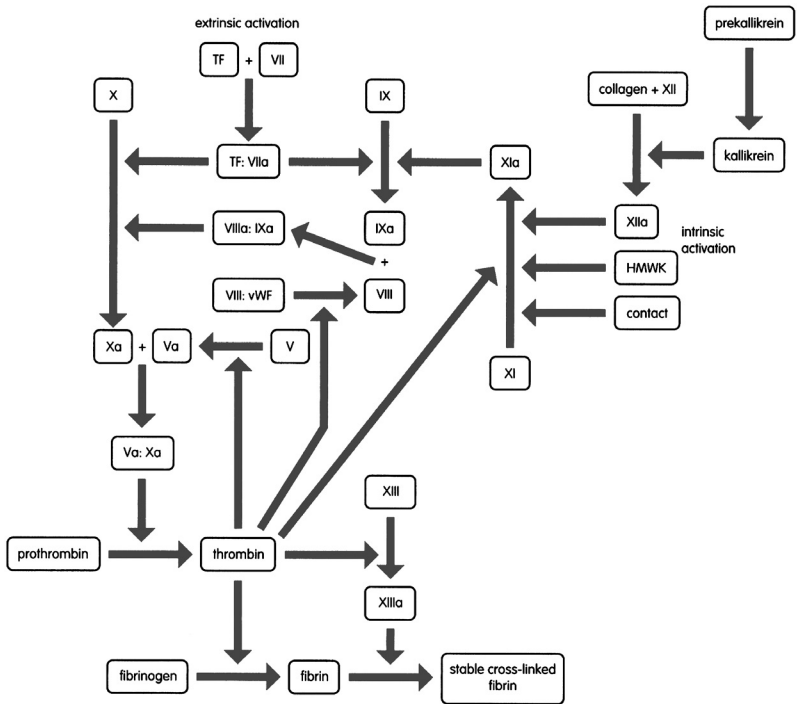 prekallikrein
extrinsic activation
TF + VII
X
IX
collagen + XII
TF: VIIa
XIa
kallikrein
VIIIa: IXa
IXa
XIIa
intrinsic
activation
+
HMWK
VIII: vWF
VIII
contact
Xa + Va
V
XI
Va: Xa
XIII
prothrombin
thrombin
XIIIa
fibrinogen
fibrin
stable cross-linked
fibrin